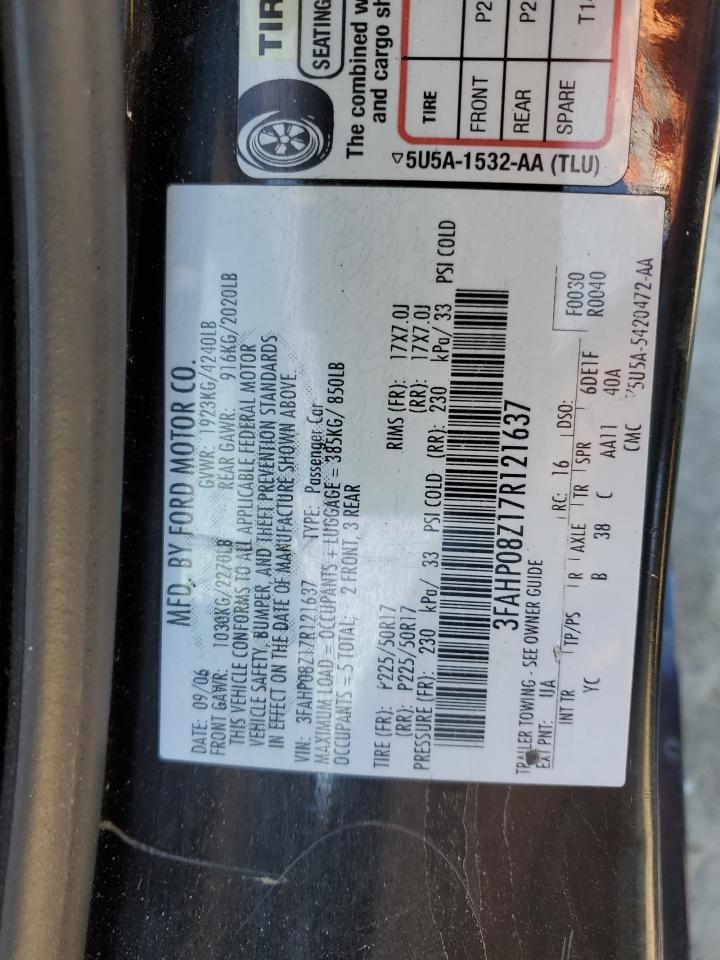 MFD. BY FORD MOTOR CO.
DATE: 09/06 GVWR: 1923KG/4240LB
FRONT GAWR: 1030KG/2270LB REAR GAWR: 916KG/2020LB
THIS VEHICLE CONFORMS TO ALL APPLICABLE FEDERAL MOTOR
VEHICLE SAFETY, BUMPER, AND THEFT PREVENTION STANDARDS
IN EFFECT ON THE DATE OF MANUFACTURE SHOWN ABOVE
VIN: 3FAHP08Z17R121637 TYPE: Passenger Car
MAXIMUM LOAD = OCCUPANTS + LUGGAGE = 385KG/ 850LB
OCCUPANTS = 5 TOTAL, 2 FRONT, 3 REAR
TIRE (FR): P225/50R17 RIMS (FR): 17X7.0J
(RR): P225/50R17 (RR): 17X7.0J
PRESSURE (FR): 230 kPa/ 33 PSI COLD (RR): 230 kPa/ 33 PSI COLD
3FAHP08Z17R121637
TRAILER TOWING - SEE OWNER GUIDE
EXT PNT: UA RC: 16 DSO: F0030
R0040
INT TR TP/PS R AXLE TR SPR 6DE1F
YC B 38 C AA11 40A
CMC 5U5A-5420472-AA
TIR
SEATING
The combined w
and cargo sh
TIRE
FRONT P2
REAR P2
SPARE T1
5U5A-1532-AA (TLU)